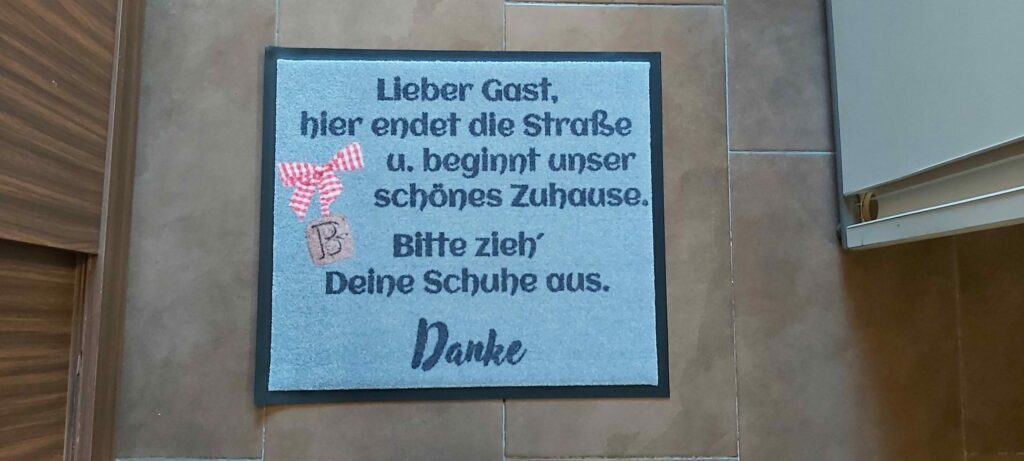 Lieber Gast,
hier endet die Straße
u. beginnt unser
schönes Zuhause.
B
Bitte zieh´
Deine Schuhe aus.
Danke